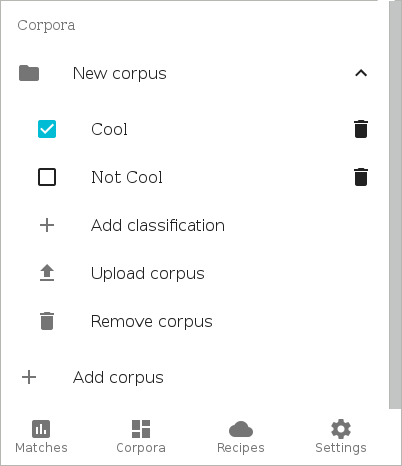 Corpora
New corpus
Cool
Not Cool
Add classification
Upload corpus
Remove corpus
Add corpus
Matches Corpora Recipes Settings